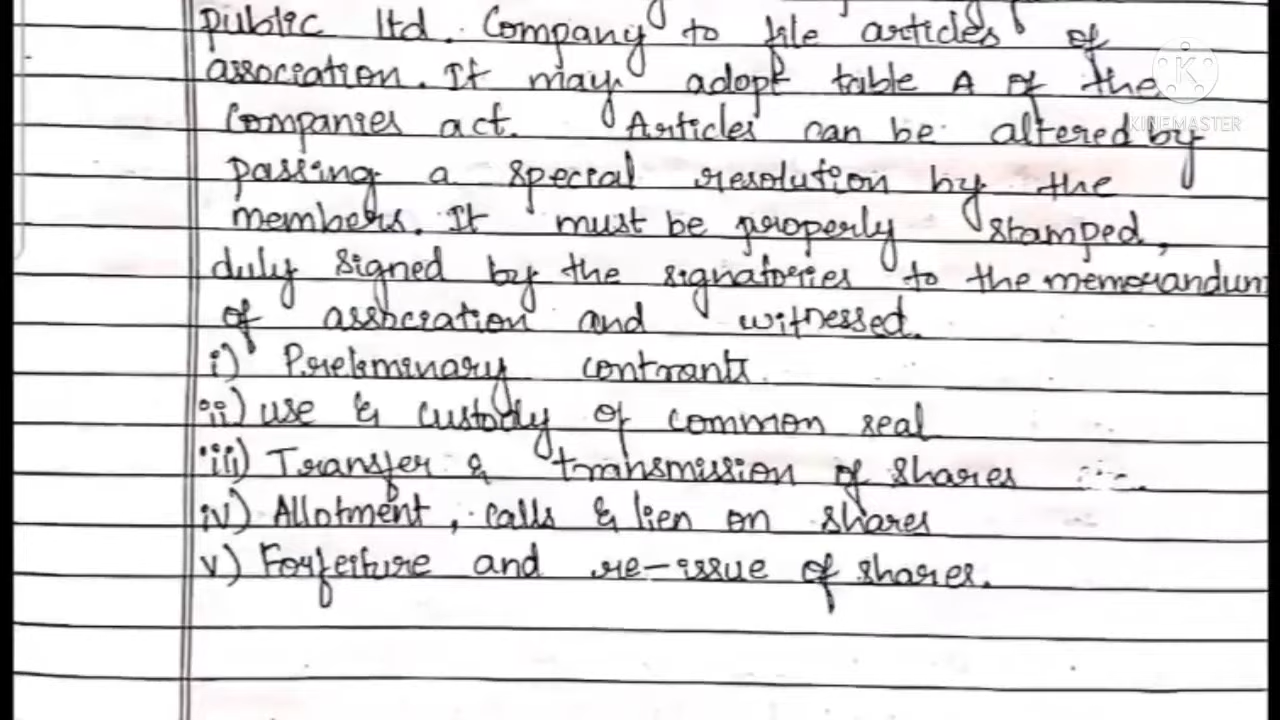 public ltd. Company to file articles of
association. It may adopt table A of the
Companies act. Articles can be altered by
passing a special resolution by the
members. It must be properly stamped,
duly signed by the signatories to the memorandum
of association and witnessed.
i) Preliminary contrants
ii) use & custody of common seal
iii) Transfer & transmission of shares
iv) Allotment, calls & lien on shares
v) Forfeiture and re-issue of shares.
K
KINEMASTER